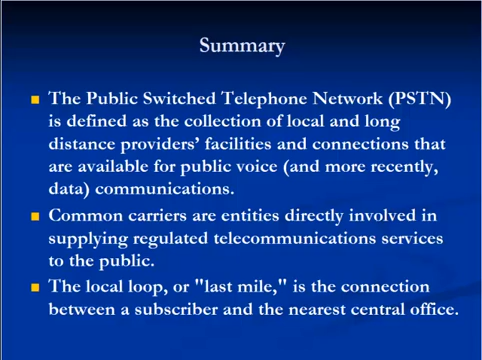 Summary
The Public Switched Telephone Network (PSTN)
is defined as the collection of local and long
distance providers’ facilities and connections that
are available for public voice (and more recently,
data) communications.
Common carriers are entities directly involved in
supplying regulated telecommunications services
to the public.
The local loop, or "last mile," is the connection
between a subscriber and the nearest central office.